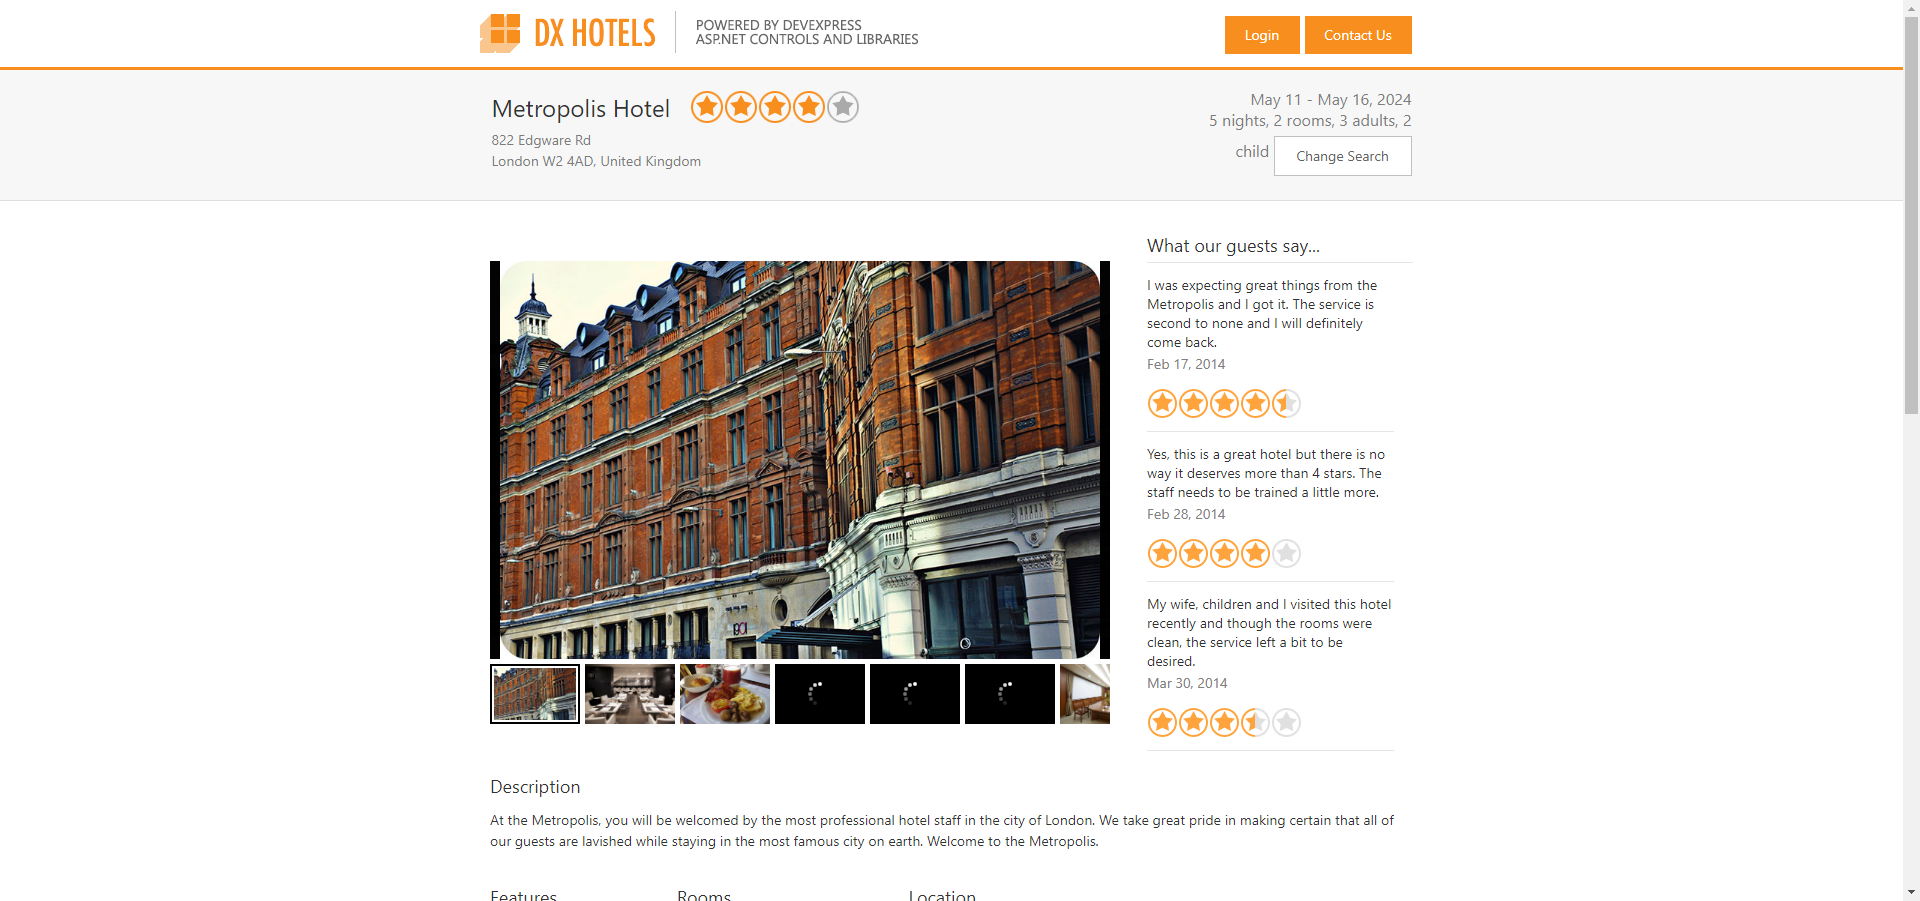 DX HOTELS
POWERED BY DEVEXPRESS
ASP.NET CONTROLS AND LIBRARIES
Login
Contact Us
Metropolis Hotel
822 Edgware Rd
London W2 4AD, United Kingdom
May 11 - May 16, 2024
5 nights, 2 rooms, 3 adults, 2
child
Change Search
What our guests say...
I was expecting great things from the
Metropolis and I got it. The service is
second to none and I will definitely
come back.
Feb 17, 2014
Yes, this is a great hotel but there is no
way it deserves more than 4 stars. The
staff needs to be trained a little more.
Feb 28, 2014
My wife, children and I visited this hotel
recently and though the rooms were
clean, the service left a bit to be
desired.
Mar 30, 2014
Description
At the Metropolis, you will be welcomed by the most professional hotel staff in the city of London. We take great pride in making certain that all of
our guests are lavished while staying in the most famous city on earth. Welcome to the Metropolis.
Features
Rooms
Location